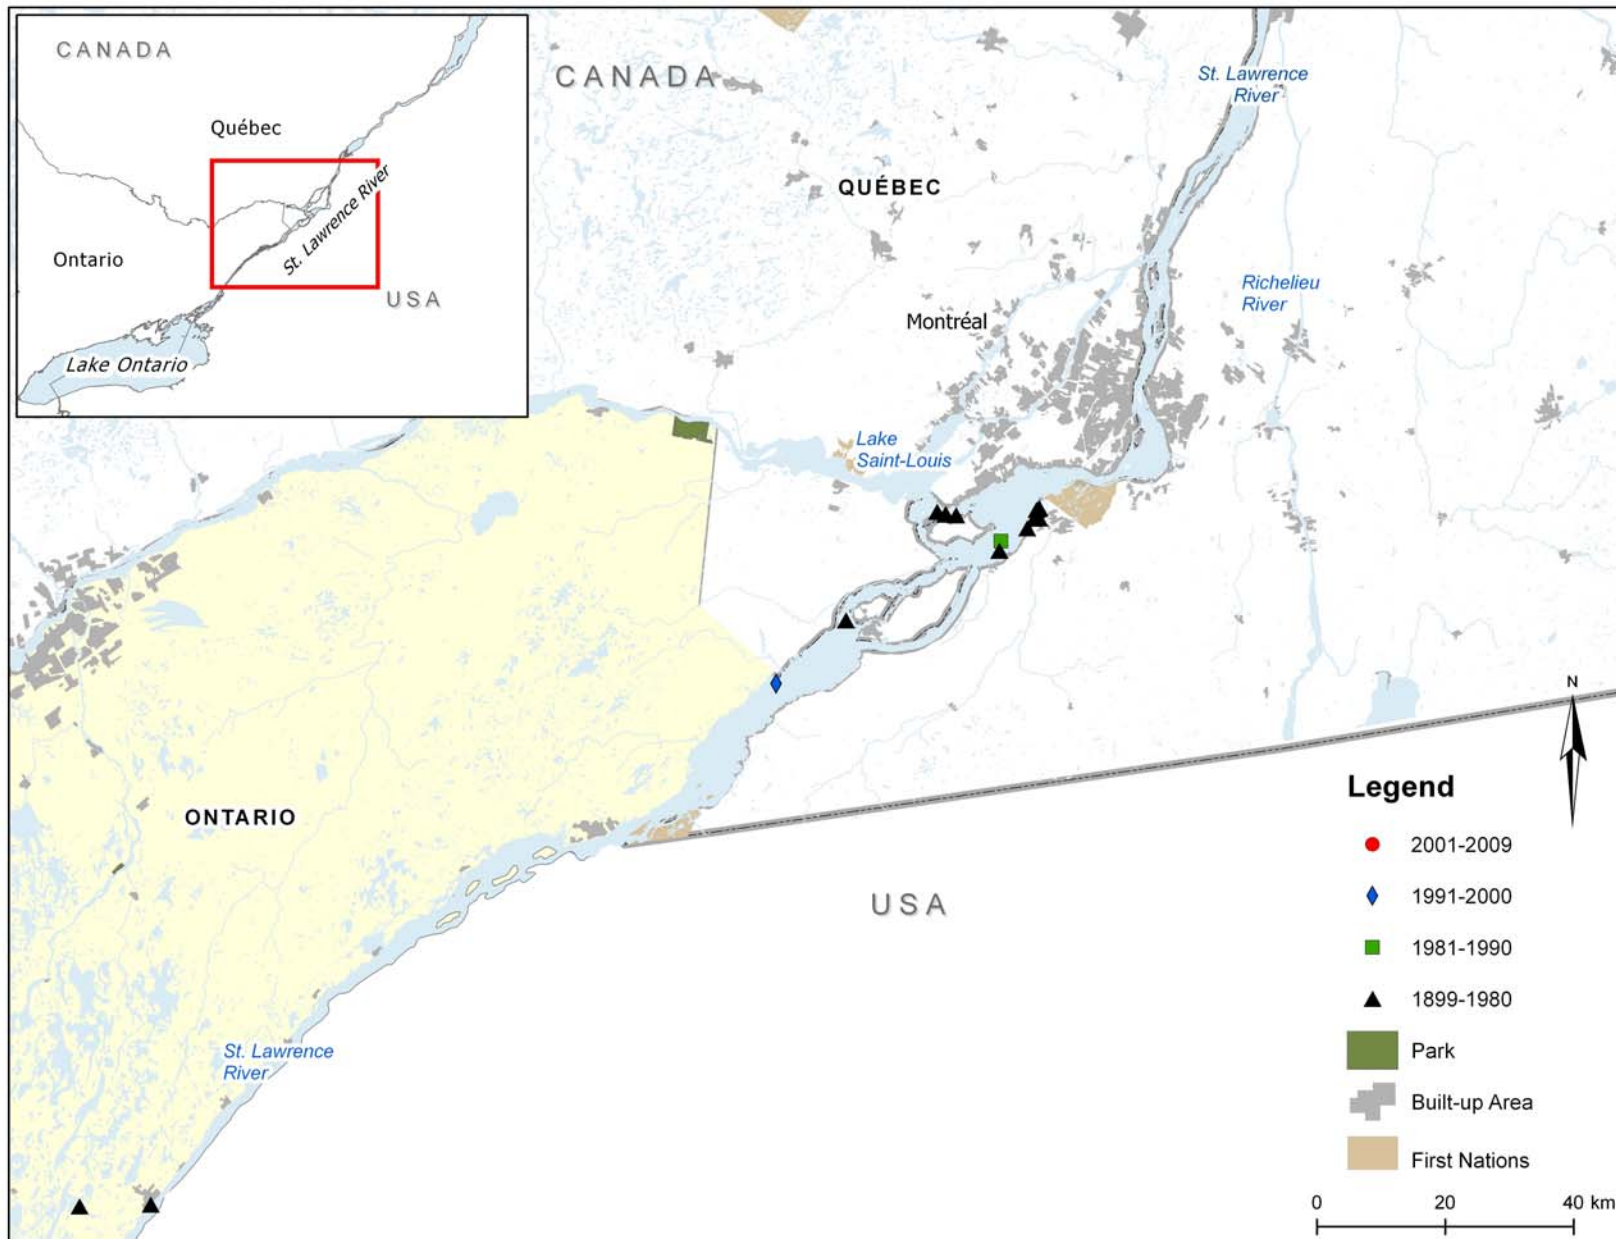 CANADA
Québec
St. Lawrence River
Ontario
USA
Lake Ontario
CANADA
St. Lawrence
River
QUÉBEC
Richelieu
River
Montréal
Lake
Saint-Louis
ONTARIO
USA
St. Lawrence
River
N
Legend
2001-2009
1991-2000
1981-1990
1899-1980
Park
Built-up Area
First Nations
0 20 40 km